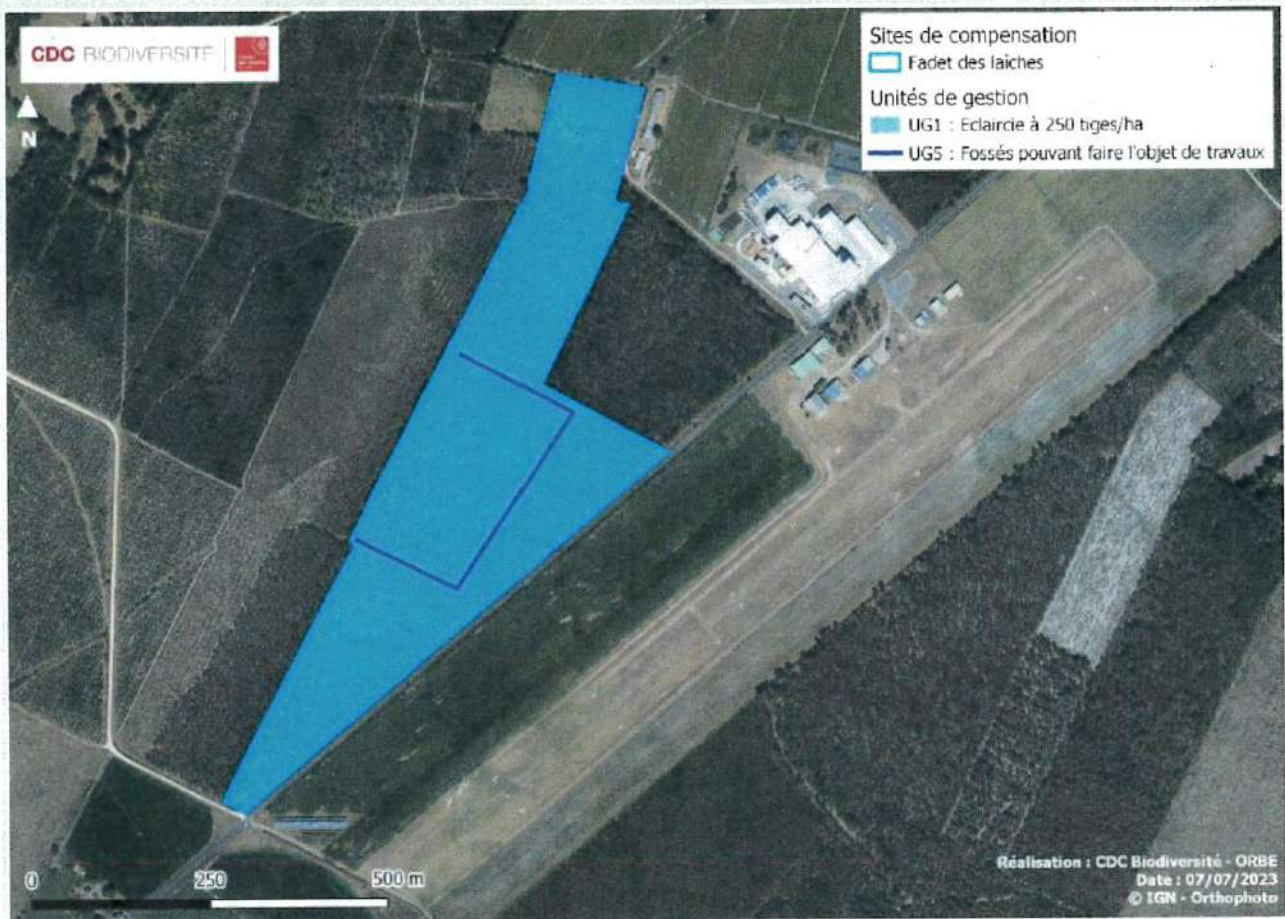 CDC BIODIVERSITÉ
N
Sites de compensation
Fadet des laîches
Unités de gestion
UG1 : Eclaircie à 250 tiges/ha
UG5 : Fossés pouvant faire l'objet de travaux
0 250 500 m
Réalisation : CDC Biodiversité - ORBE
Date : 07/07/2023
© IGN - Orthophoto